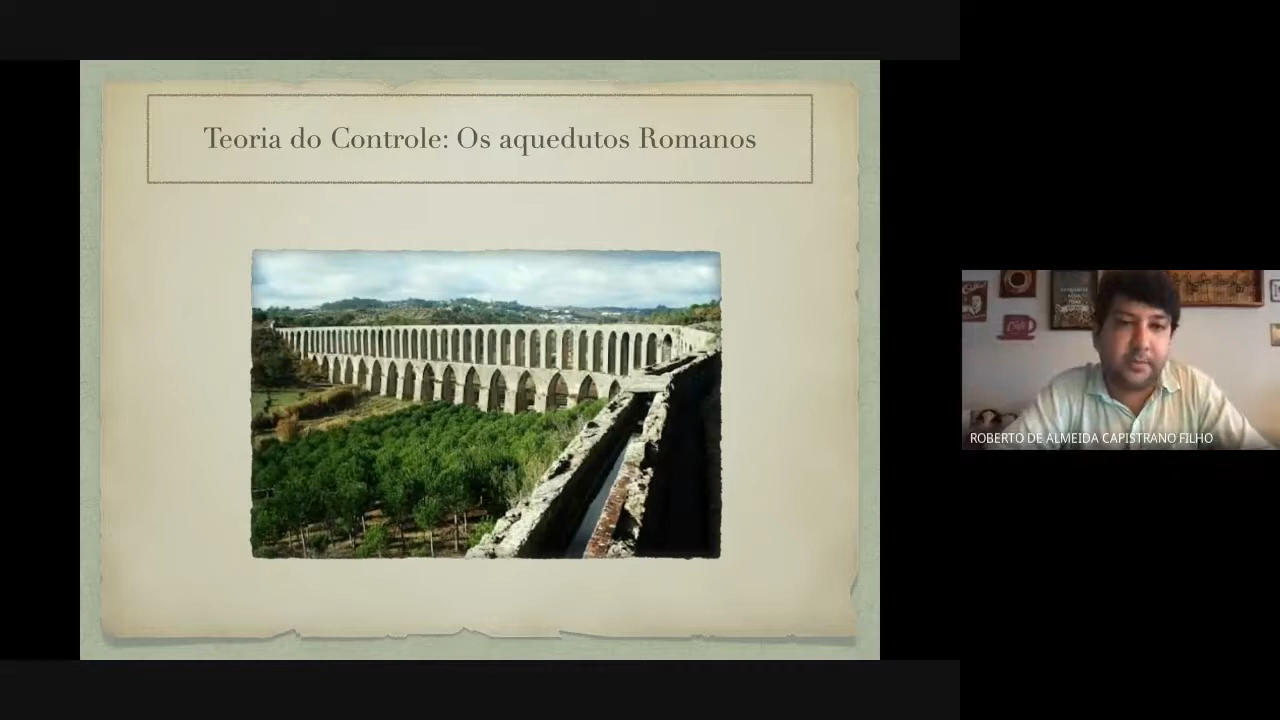 Teoria do Controle: Os aquedutos Romanos
ROBERTO DE ALMEIDA CAPISTRANO FILHO